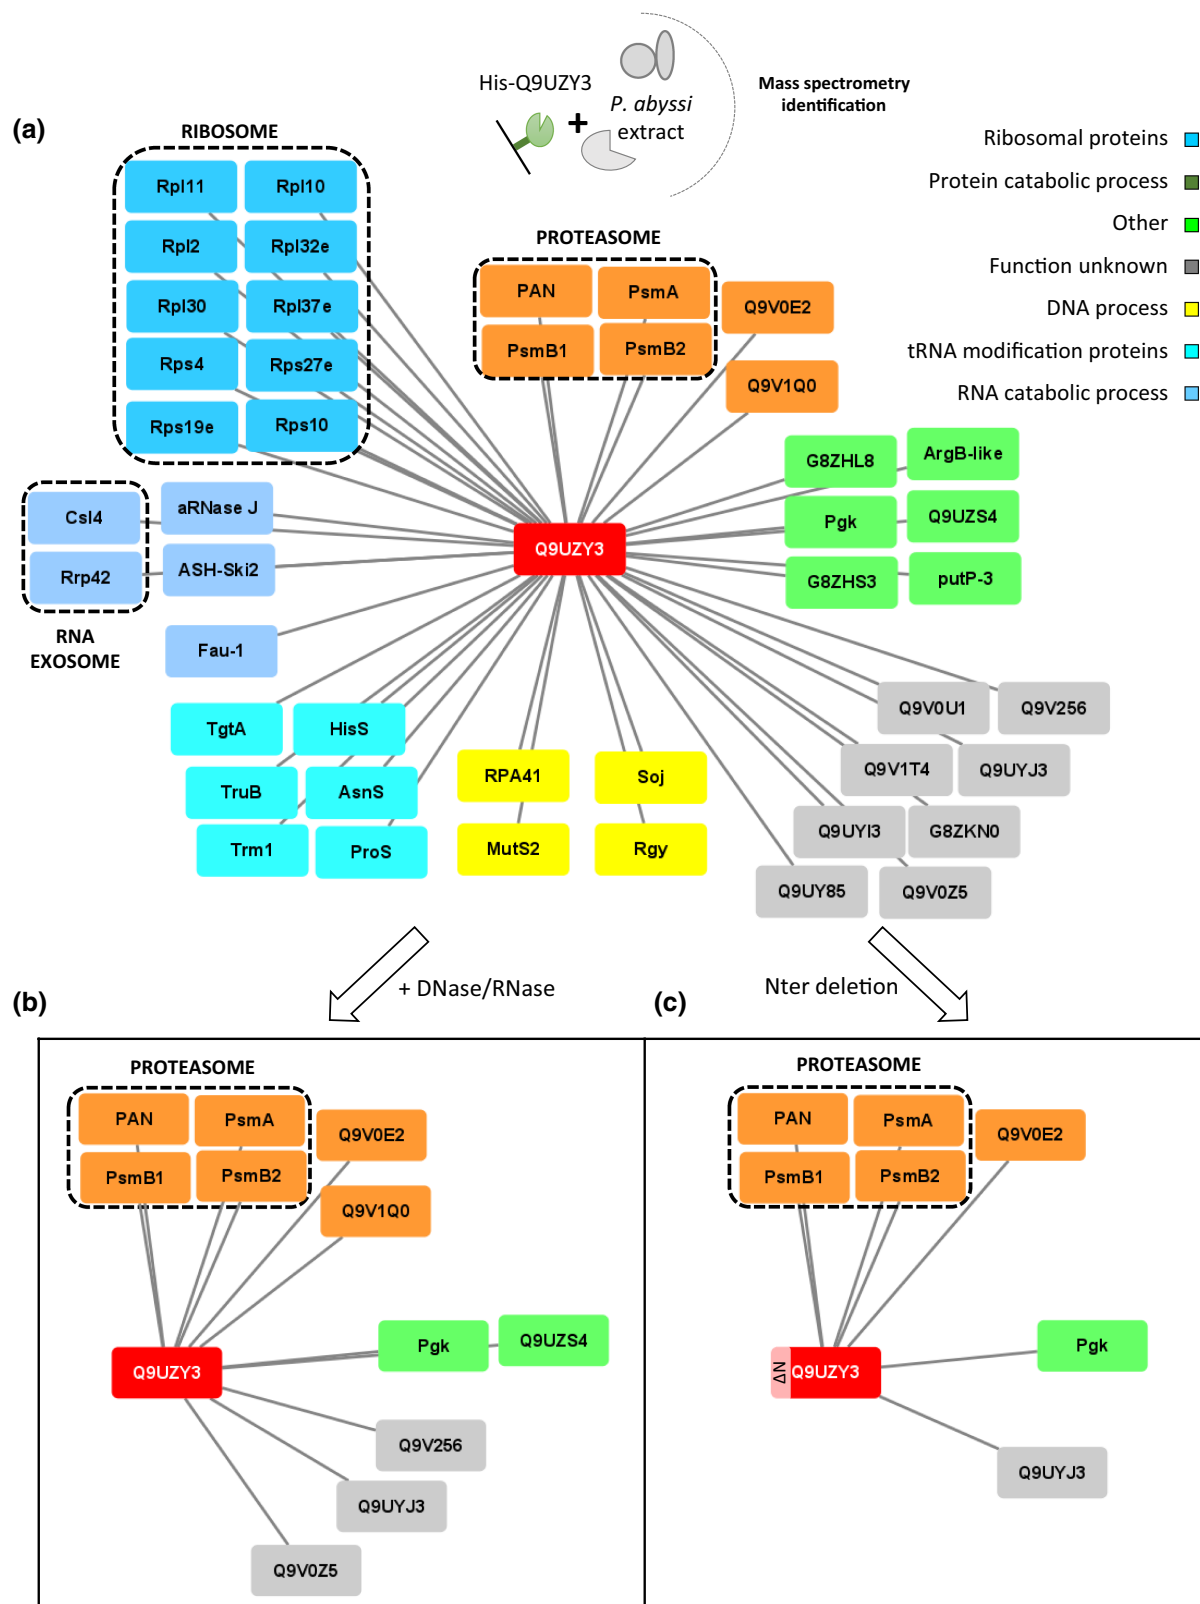 His-Q9UZY3
+
P. abyssi
extract
Mass spectrometry
identification
(a)
RIBOSOME
Ribosomal proteins
Protein catabolic process
Other
Function unknown
DNA process
tRNA modification proteins
RNA catabolic process
Rpl11
Rpl10
Rpl2
Rpl32e
Rpl30
Rpl37e
Rps4
Rps27e
Rps19e
Rps10
PROTEASOME
PAN
PsmA
PsmB1
PsmB2
Q9V0E2
Q9V1Q0
G8ZHL8
ArgB-like
Pgk
Q9UZS4
G8ZHS3
putP-3
Csl4
aRNase J
Rrp42
ASH-Ski2
RNA
EXOSOME
Fau-1
Q9UZY3
TgtA
HisS
TruB
AsnS
Trm1
ProS
RPA41
Soj
MutS2
Rgy
Q9V0U1
Q9V256
Q9V1T4
Q9UYJ3
Q9UYI3
G8ZKN0
Q9UY85
Q9V0Z5
+ DNase/RNase
Nter deletion
(b)
PROTEASOME
PAN
PsmA
PsmB1
PsmB2
Q9V0E2
Q9V1Q0
Pgk
Q9UZS4
Q9UZY3
Q9V256
Q9UYJ3
Q9V0Z5
(c)
PROTEASOME
PAN
PsmA
PsmB1
PsmB2
Q9V0E2
Pgk
ΔN
Q9UZY3
Q9UYJ3